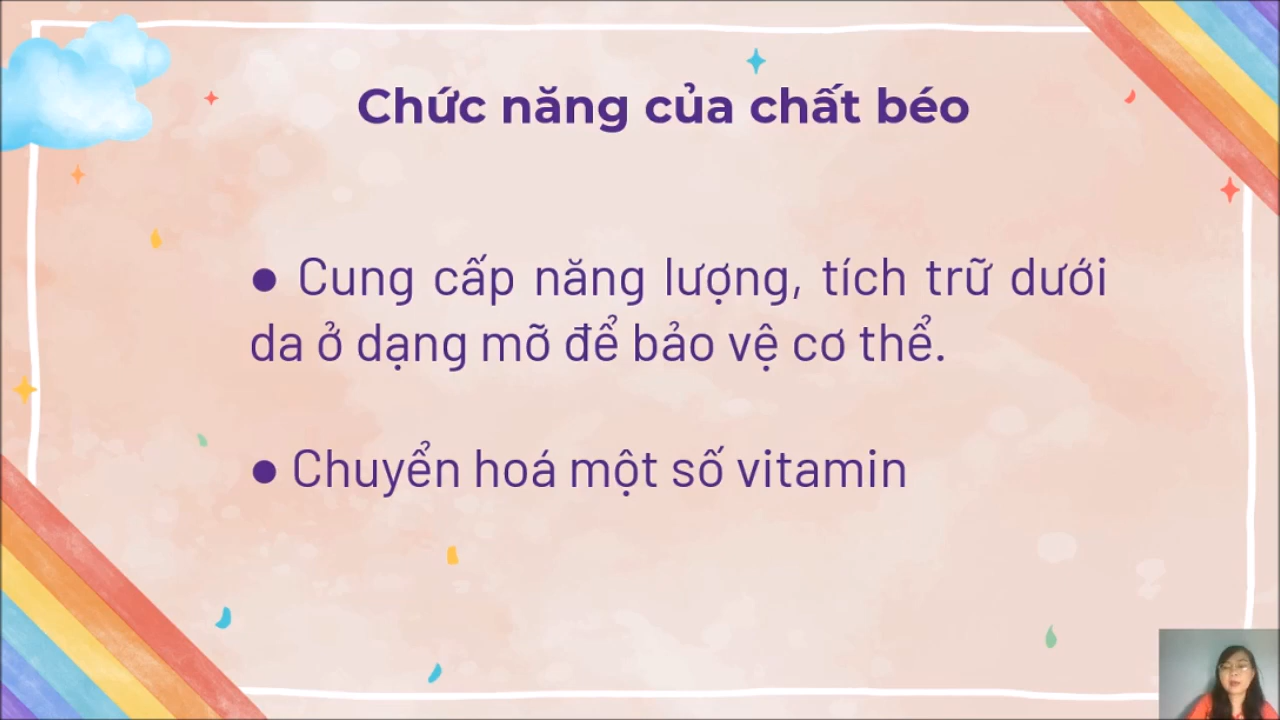 Chức năng của chất béo
● Cung cấp năng lượng, tích trữ dưới
da ở dạng mỡ để bảo vệ cơ thể.
● Chuyển hoá một số vitamin